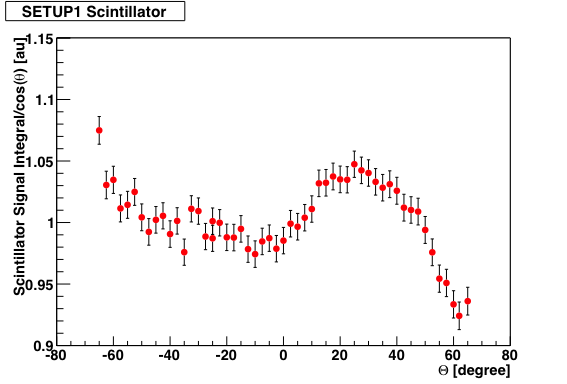 SETUP1 Scintillator
Scintillator Signal Integral/cos(θ) [au]
1.15
1.1
1.05
1
0.95
0.9
-80 -60 -40 -20 0 20 40 60 80
Θ [degree]